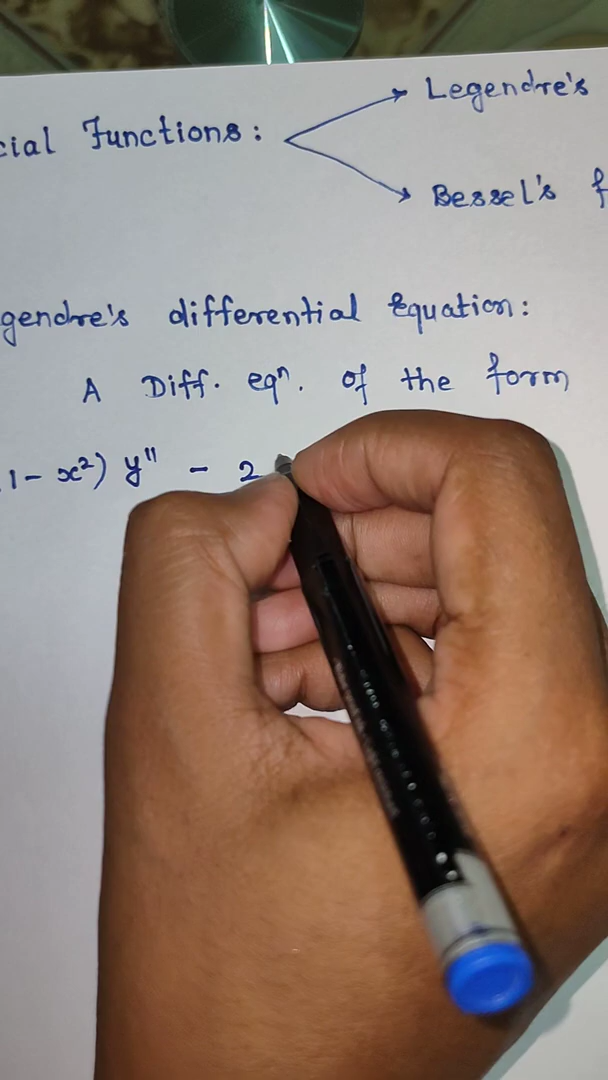 cial Functions: Legendre's
Bessel's f
gendre's differential Equation:
A Diff. eqⁿ. of the form
1 - x²) y" - 2